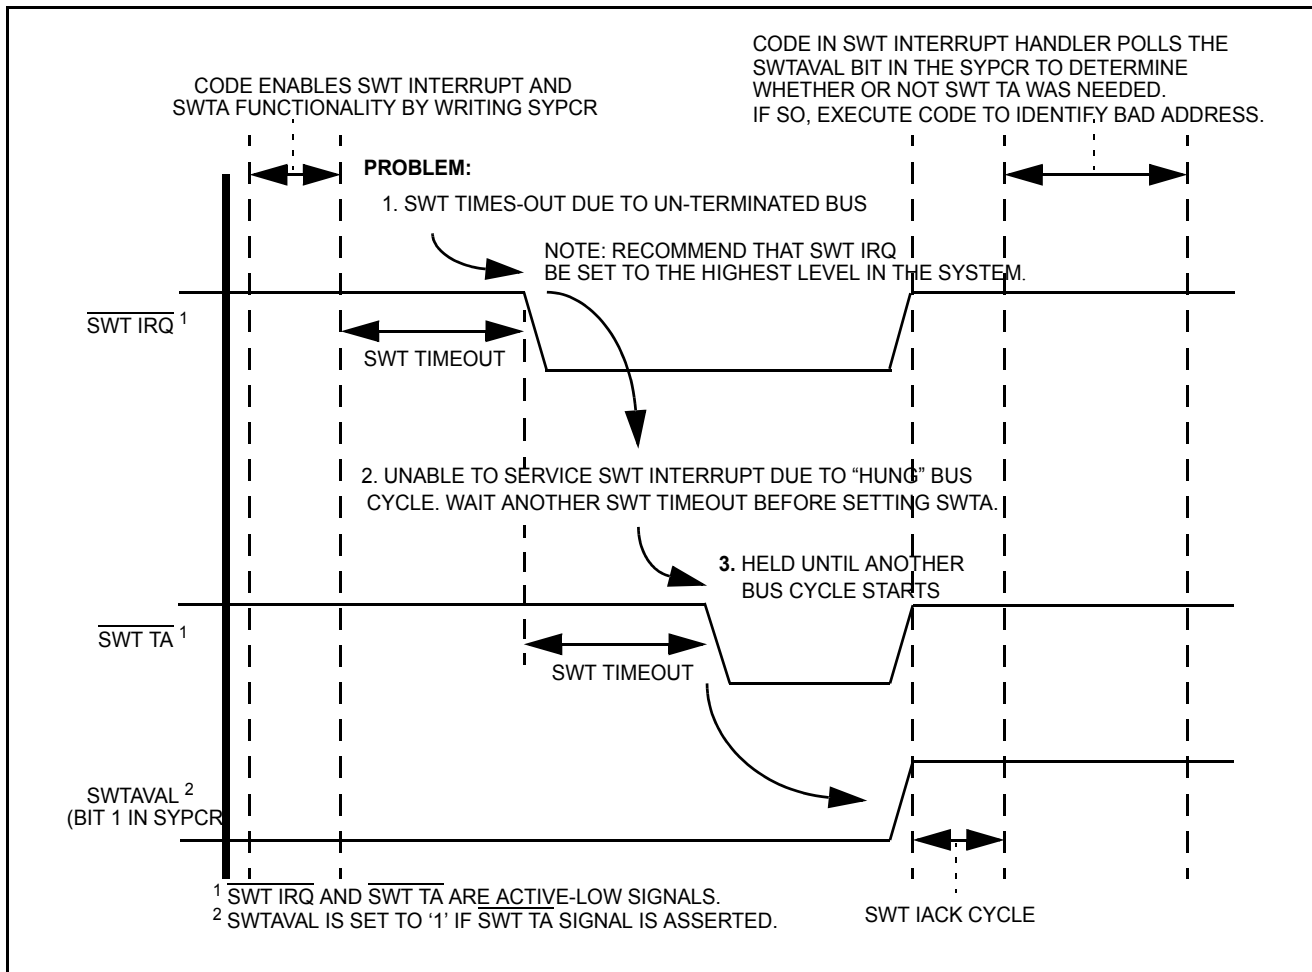 CODE ENABLES SWT INTERRUPT AND
SWTA FUNCTIONALITY BY WRITING SYPCR
CODE IN SWT INTERRUPT HANDLER POLLS THE
SWTAVAL BIT IN THE SYPCR TO DETERMINE
WHETHER OR NOT SWT TA WAS NEEDED.
IF SO, EXECUTE CODE TO IDENTIFY BAD ADDRESS.
PROBLEM:
1. SWT TIMES-OUT DUE TO UN-TERMINATED BUS
NOTE: RECOMMEND THAT SWT IRQ
BE SET TO THE HIGHEST LEVEL IN THE SYSTEM.
SWT IRQ 1
SWT TIMEOUT
2. UNABLE TO SERVICE SWT INTERRUPT DUE TO “HUNG” BUS
CYCLE. WAIT ANOTHER SWT TIMEOUT BEFORE SETTING SWTA.
3. HELD UNTIL ANOTHER
BUS CYCLE STARTS
SWT TA 1
SWT TIMEOUT
SWTAVAL 2
(BIT 1 IN SYPCR
SWT IACK CYCLE
1 SWT IRQ AND SWT TA ARE ACTIVE-LOW SIGNALS.
2 SWTAVAL IS SET TO ‘1’ IF SWT TA SIGNAL IS ASSERTED.